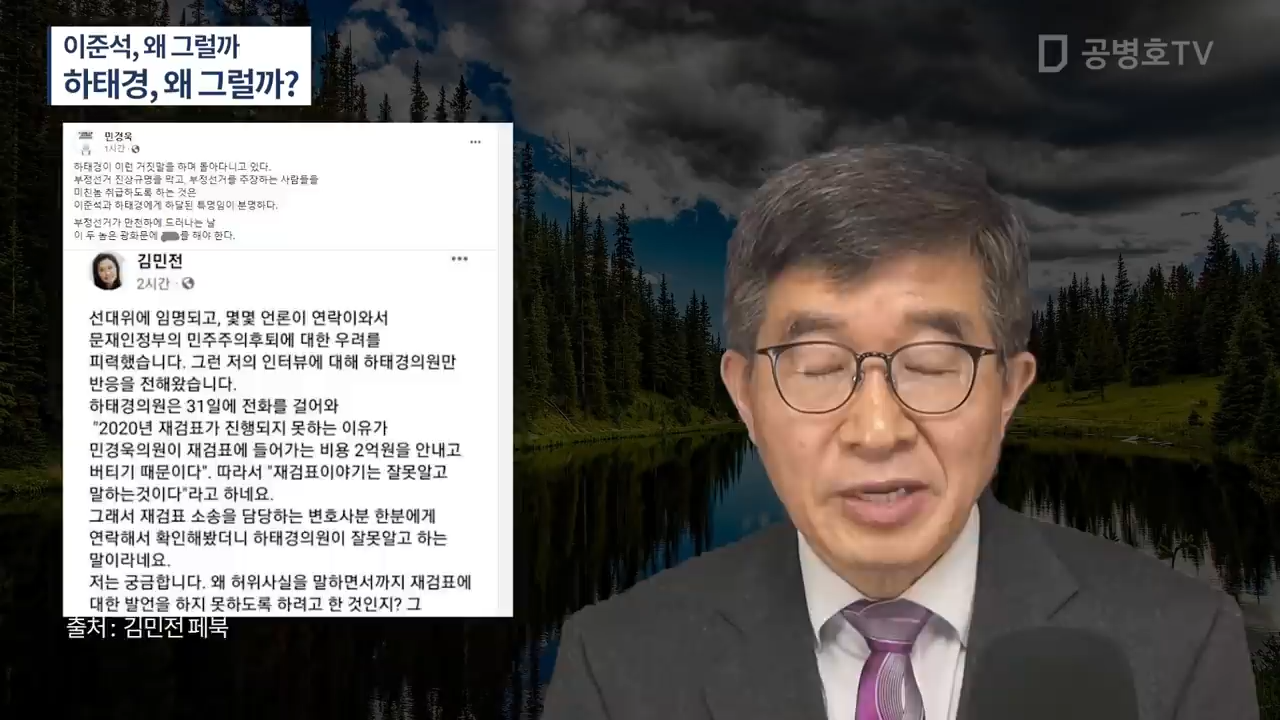 이준석, 왜 그럴까
하태경, 왜 그럴까?
공병호TV
민경욱
1시간 ·
하태경이 이런 거짓말을 하며 돌아다니고 있다.
부정선거 진상규명을 막고, 부정선거를 주장하는 사람들을
미친놈 취급하도록 하는 것은
이준석과 하태경에게 하달된 특명임이 분명하다.
부정선거가 만천하에 드러나는 날
이 두 놈은 광화문에 를 해야 한다.
김민전
2시간 ·
선대위에 임명되고, 몇몇 언론이 연락이와서
문재인정부의 민주주의후퇴에 대한 우려를
피력했습니다. 그런 저의 인터뷰에 대해 하태경의원만
반응을 전해왔습니다.
하태경의원은 31일에 전화를 걸어와
"2020년 재검표가 진행되지 못하는 이유가
민경욱의원이 재검표에 들어가는 비용 2억원을 안내고
버티기 때문이다". 따라서 "재검표이야기는 잘못알고
말하는것이다"라고 하네요.
그래서 재검표 소송을 담당하는 변호사분 한분에게
연락해서 확인해봤더니 하태경의원이 잘못알고 하는
말이라네요.
저는 궁금합니다. 왜 허위사실을 말하면서까지 재검표에
대한 발언을 하지 못하도록 하려고 한 것인지? 그
출처 : 김민전 페북